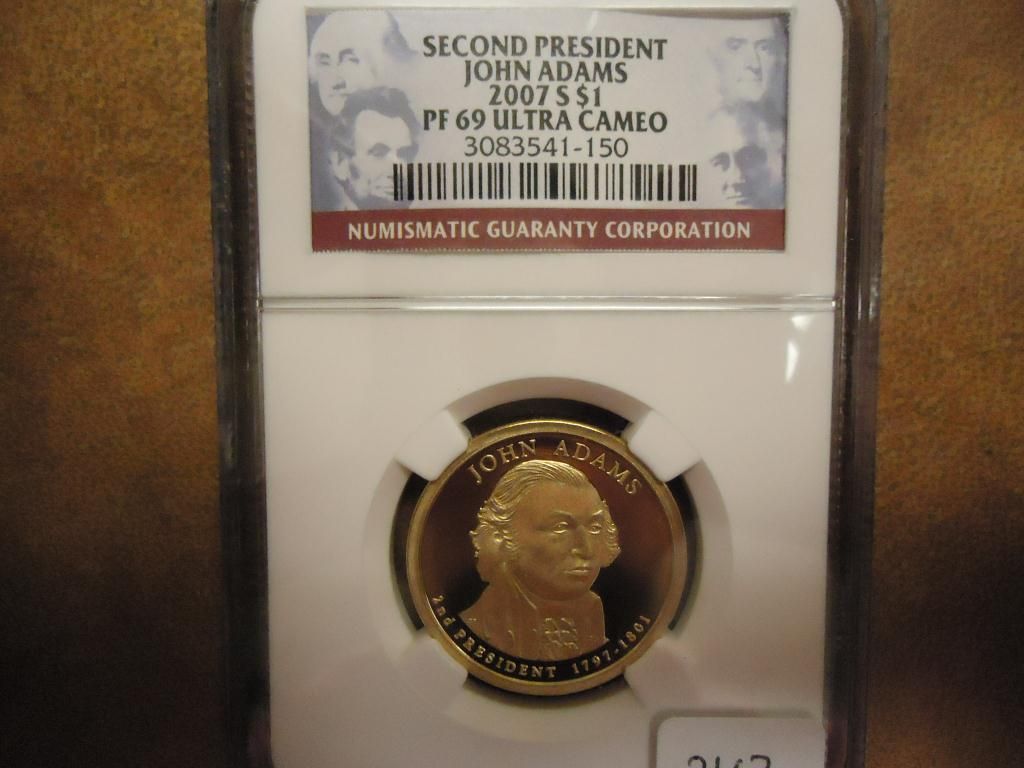 SECOND PRESIDENT
JOHN ADAMS
2007 S $1
PF 69 ULTRA CAMEO
3083541-150
NUMISMATIC GUARANTY CORPORATION
JOHN ADAMS
2nd PRESIDENT 1797-1801